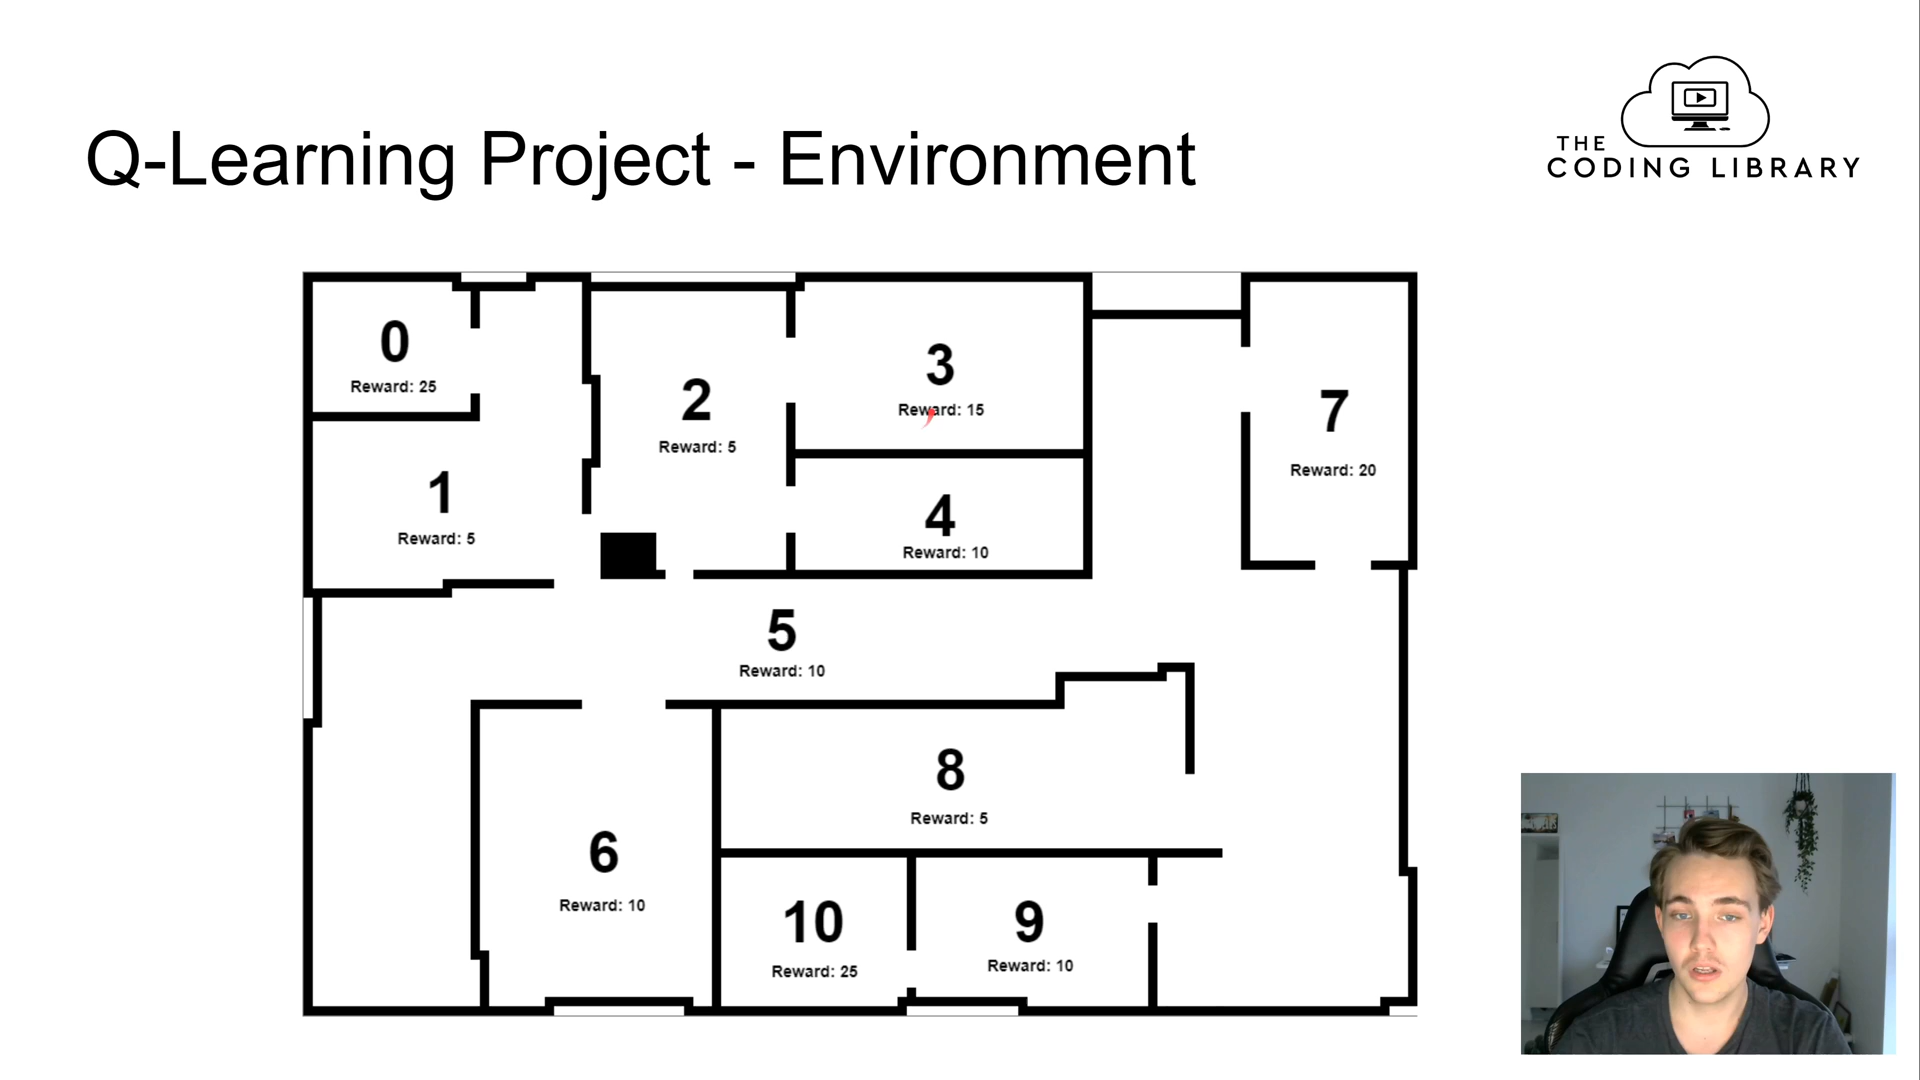 Q-Learning Project - Environment
THE
CODING LIBRARY
0
Reward: 25
1
Reward: 5
2
Reward: 5
3
Reward: 15
4
Reward: 10
7
Reward: 20
5
Reward: 10
6
Reward: 10
8
Reward: 5
10
Reward: 25
9
Reward: 10